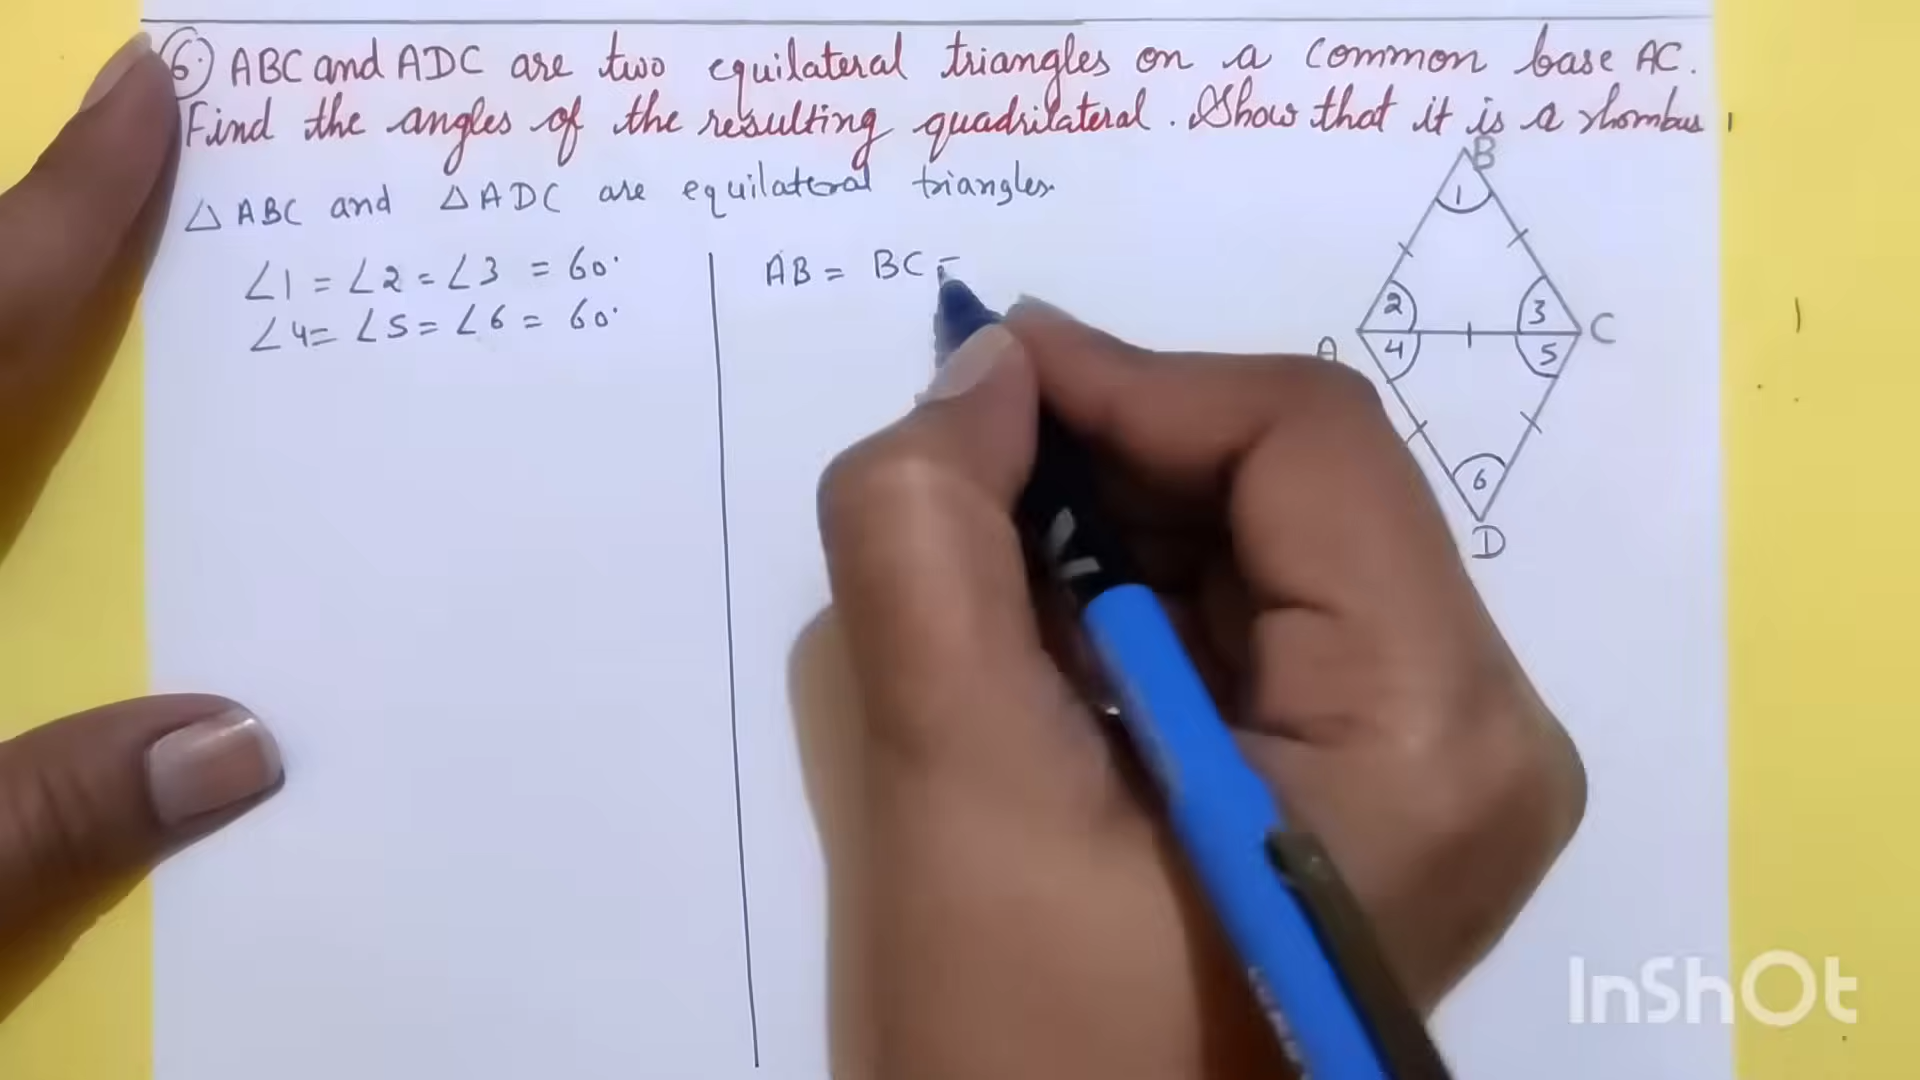 6. ABC and ADC are two equilateral triangles on a common base AC.
Find the angles of the resulting quadrilateral. Show that it is a rhombus
△ ABC and △ ADC are equilateral triangles
∠1 = ∠2 = ∠3 = 60°
∠4 = ∠5 = ∠6 = 60°
AB = BC =
B
1
2
3
A
C
4
5
6
D
InShOt